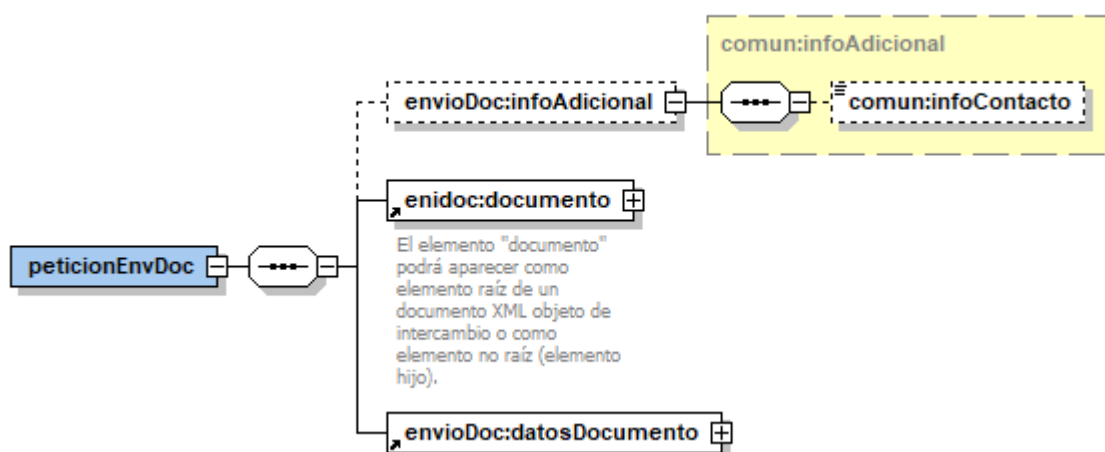 comun:infoAdicional
envioDoc:infoAdicional
comun:infoContacto
enidoc:documento
El elemento "documento"
podrá aparecer como
elemento raíz de un
documento XML objeto de
intercambio o como
elemento no raíz (elemento
hijo).
peticionEnvDoc
envioDoc:datosDocumento